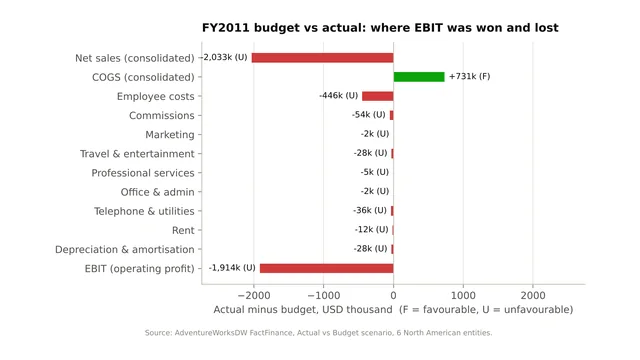 FY2011 budget vs actual: where EBIT was won and lost
Net sales (consolidated) -2,033k (U)
COGS (consolidated) +731k (F)
Employee costs -446k (U)
Commissions -54k (U)
Marketing -2k (U)
Travel & entertainment -28k (U)
Professional services -5k (U)
Office & admin -2k (U)
Telephone & utilities -36k (U)
Rent -12k (U)
Depreciation & amortisation -28k (U)
EBIT (operating profit) -1,914k (U)
−2000 −1000 0 1000 2000
Actual minus budget, USD thousand (F = favourable, U = unfavourable)
Source: AdventureWorksDW FactFinance, Actual vs Budget scenario, 6 North American entities.